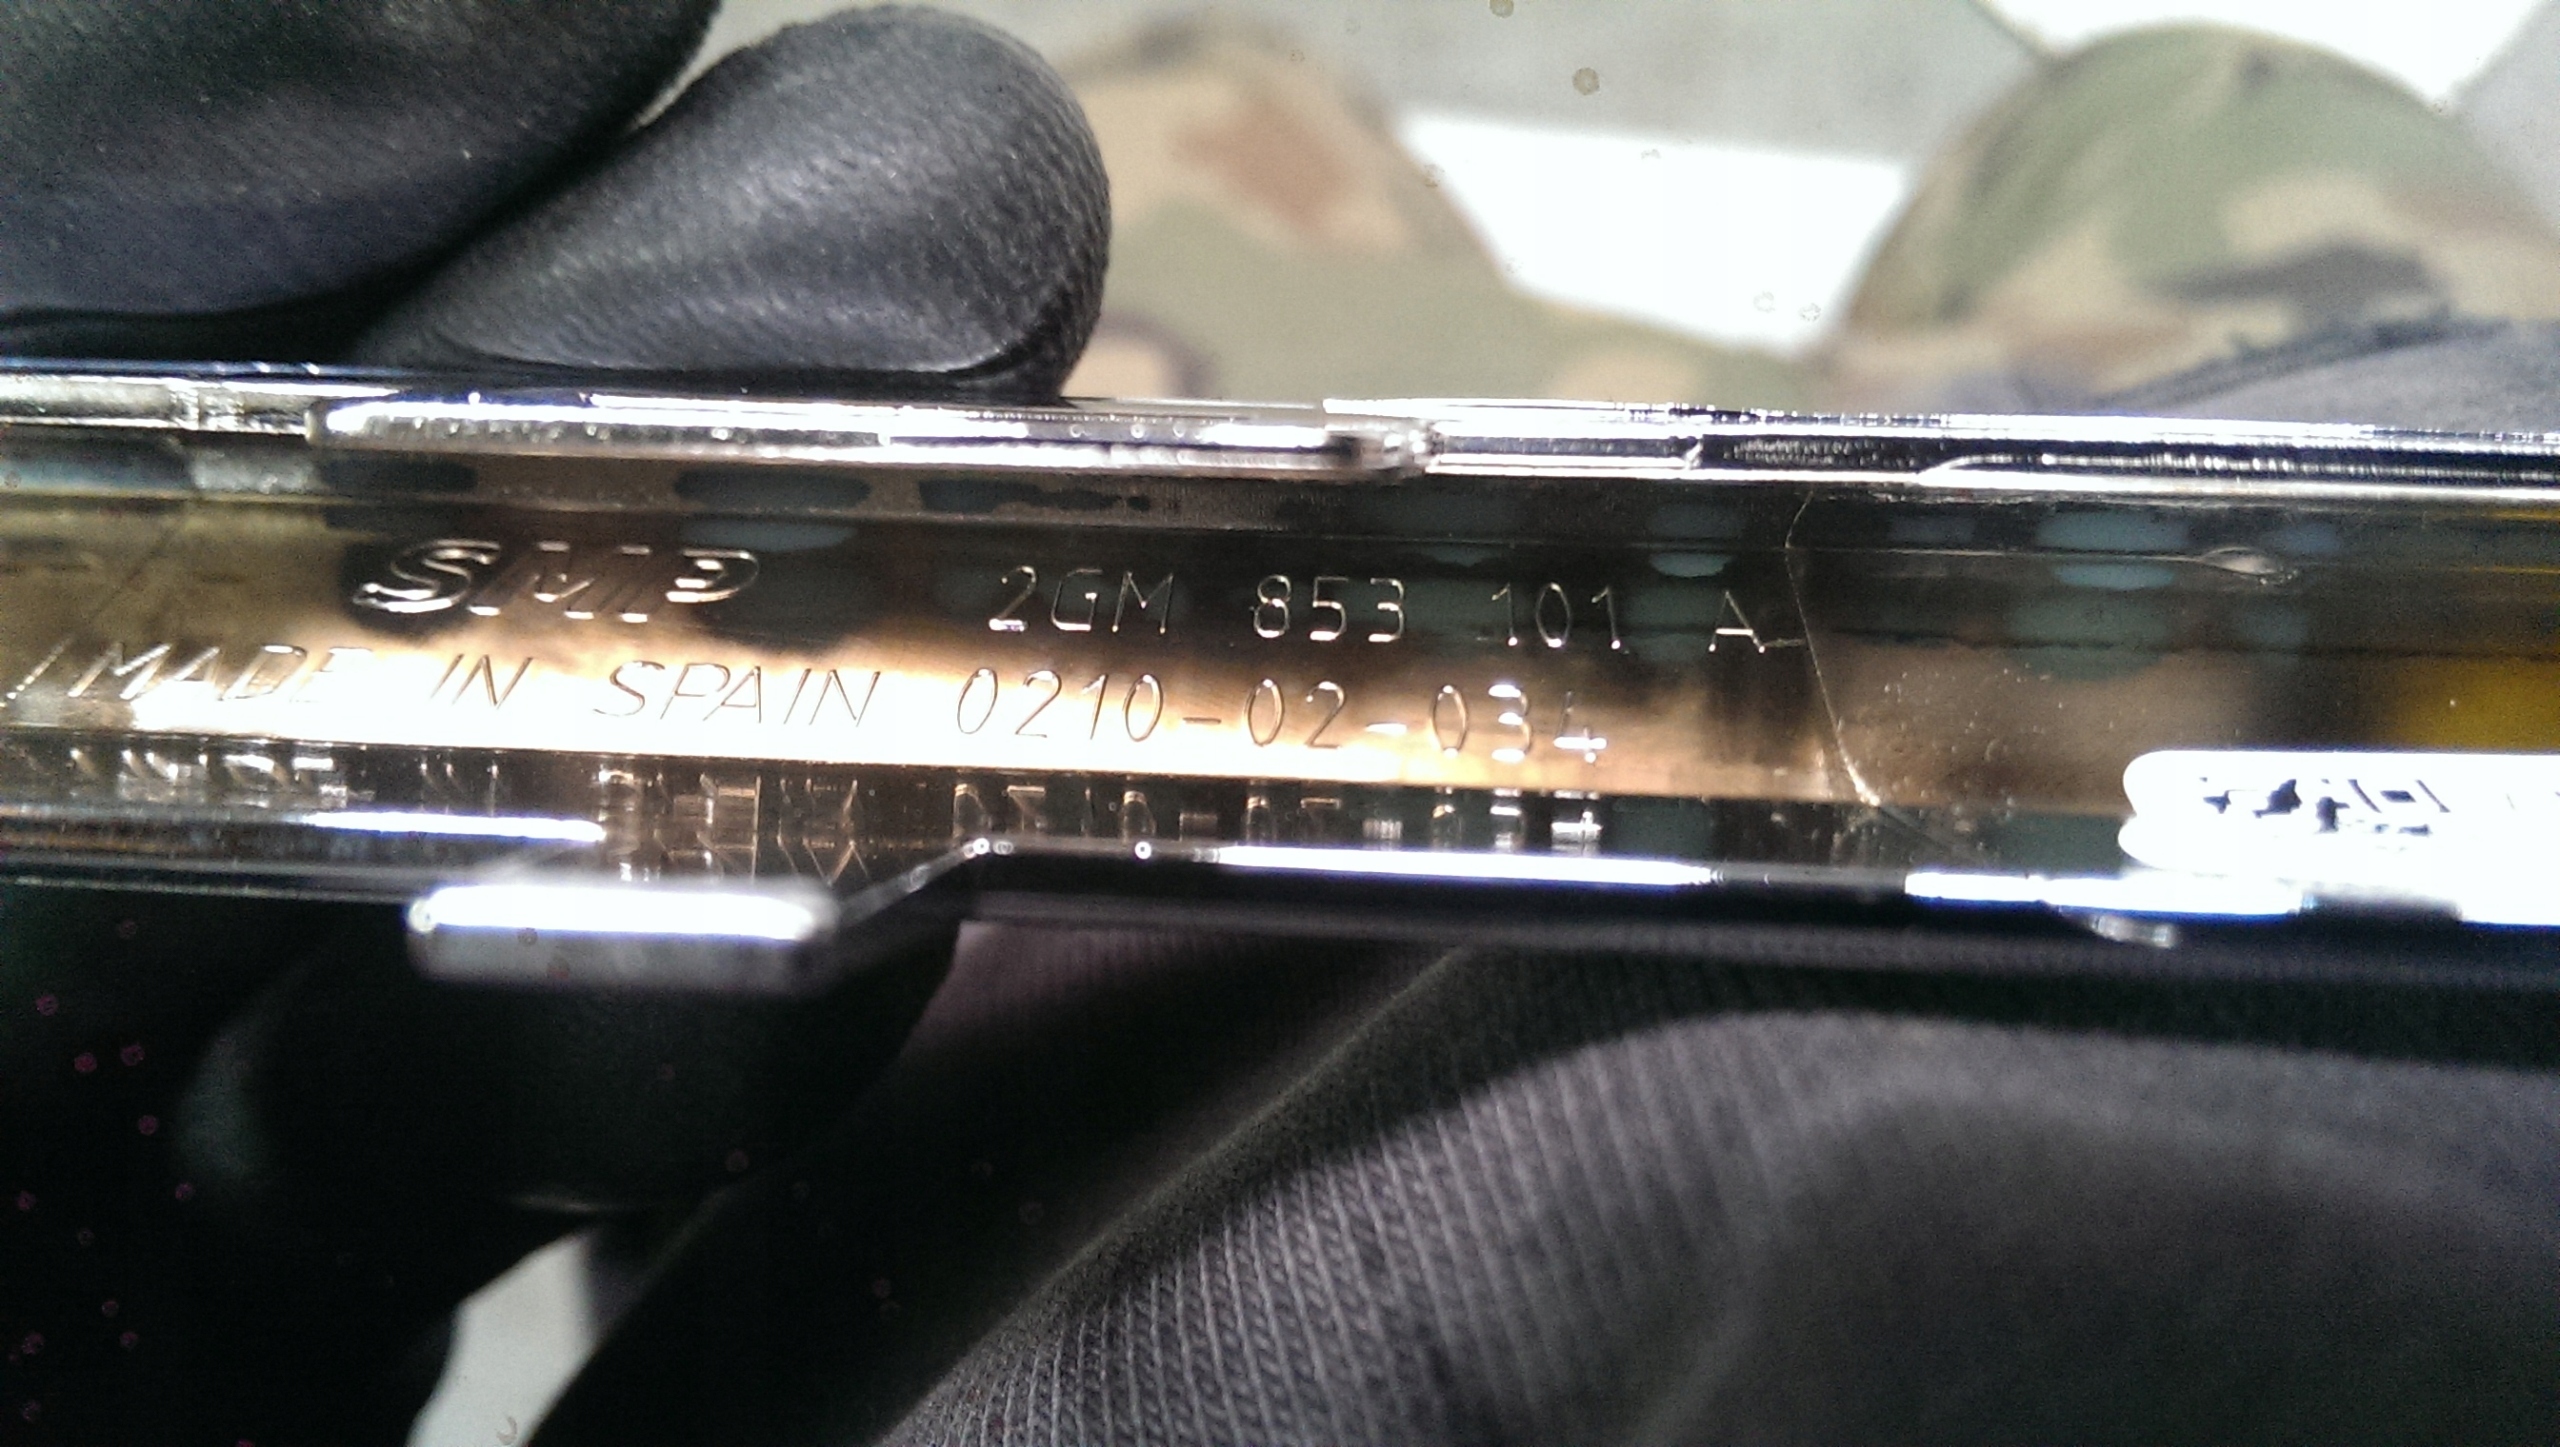 SMP 2GM 853 101 A
MADE IN SPAIN 0210-02-034